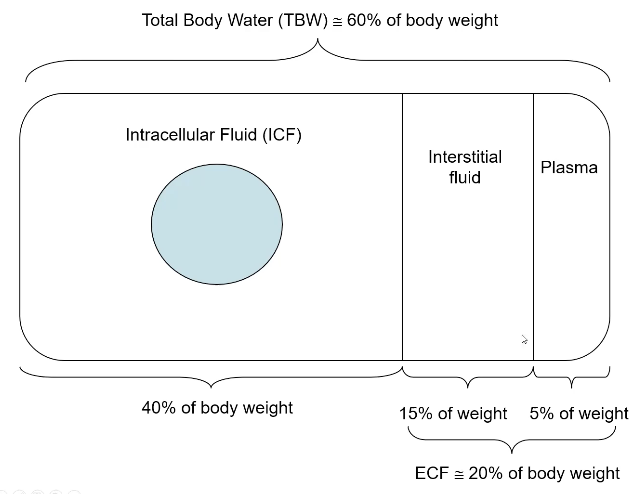 Total Body Water (TBW) ≅ 60% of body weight
Intracellular Fluid (ICF)
Interstitial
fluid
Plasma
40% of body weight
15% of weight
5% of weight
ECF ≅ 20% of body weight